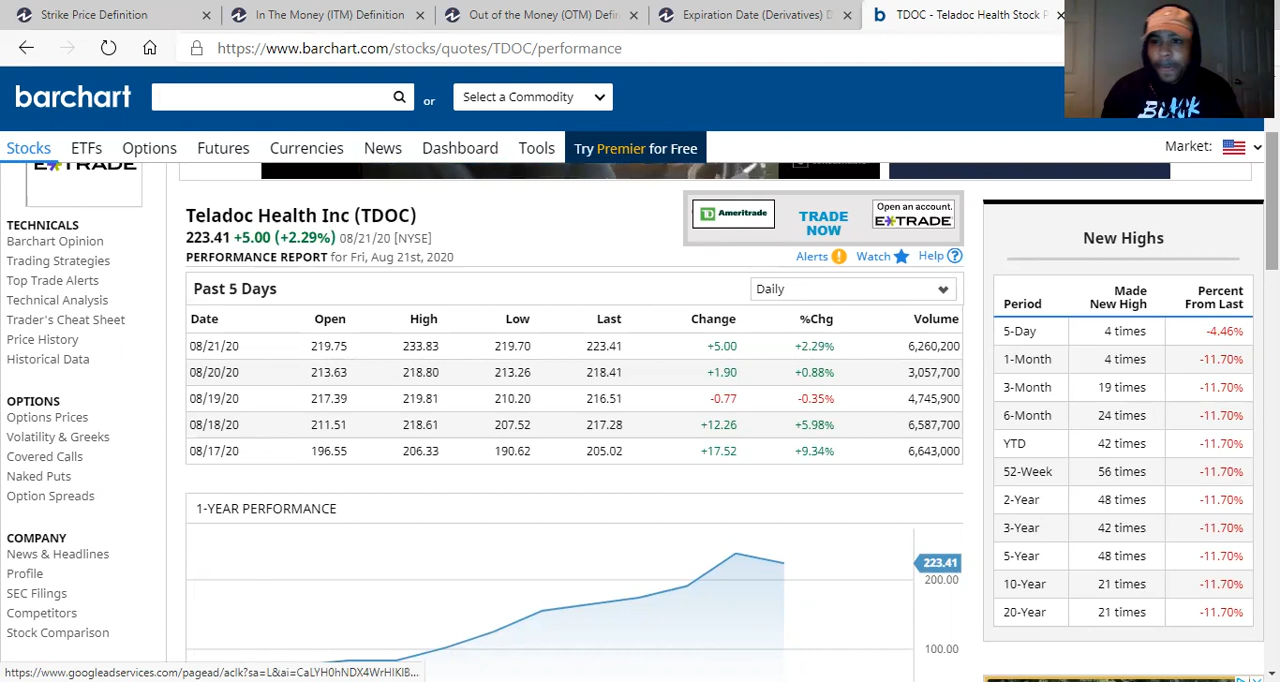 Strike Price Definition
In The Money (ITM) Definition
Out of the Money (OTM) Defi
Expiration Date (Derivatives) D
TDOC - Teladoc Health Stock P
https://www.barchart.com/stocks/quotes/TDOC/performance
barchart
or
Select a Commodity
Stocks ETFs Options Futures Currencies News Dashboard Tools Try Premier for Free Market:
E*TRADE
TECHNICALS
Barchart Opinion
Trading Strategies
Top Trade Alerts
Technical Analysis
Trader's Cheat Sheet
Price History
Historical Data
OPTIONS
Options Prices
Volatility & Greeks
Covered Calls
Naked Puts
Option Spreads
COMPANY
News & Headlines
Profile
SEC Filings
Competitors
Stock Comparison
Teladoc Health Inc (TDOC)
223.41 +5.00 (+2.29%) 08/21/20 [NYSE]
PERFORMANCE REPORT for Fri, Aug 21st, 2020
Ameritrade
TRADE
NOW
Open an account.
E*TRADE
Alerts Watch Help
Past 5 Days
Daily
Date Open High Low Last Change %Chg Volume
08/21/20 219.75 233.83 217.70 223.41 +5.00 +2.29% 6,260,200
08/20/20 213.63 218.80 213.26 218.41 +1.90 +0.88% 3,057,700
08/19/20 217.39 219.81 210.20 216.51 -0.77 -0.35% 4,745,900
08/18/20 211.51 218.61 207.52 217.28 +12.26 +5.98% 6,587,700
08/17/20 196.55 206.33 190.62 205.02 +17.52 +9.34% 6,643,000
1-YEAR PERFORMANCE
223.41
200.00
100.00
New Highs
Period Made New High Percent From Last
5-Day 4 times -4.46%
1-Month 4 times -11.70%
3-Month 19 times -11.70%
6-Month 24 times -11.70%
YTD 42 times -11.70%
52-Week 56 times -11.70%
2-Year 48 times -11.70%
3-Year 42 times -11.70%
5-Year 48 times -11.70%
10-Year 21 times -11.70%
20-Year 21 times -11.70%
BLACK
https://www.googleadservices.com/pagead/aclk?sa=L&ai=CaLYH0hNDX4WrHIKIB...